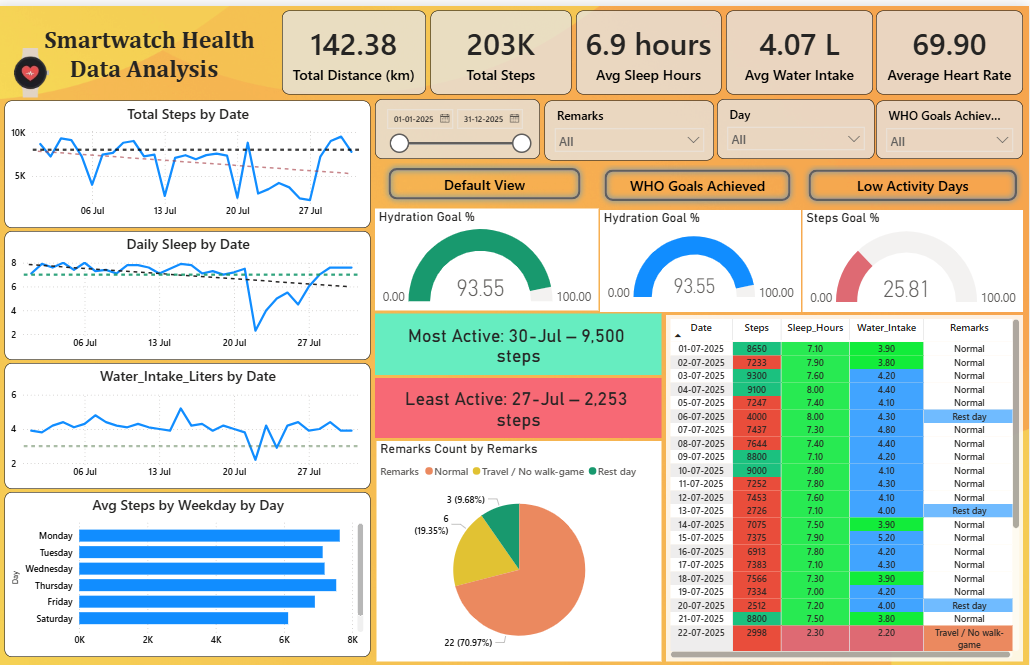 Smartwatch Health
Data Analysis
142.38
Total Distance (km)
203K
Total Steps
6.9 hours
Avg Sleep Hours
4.07 L
Avg Water Intake
69.90
Average Heart Rate
01-01-2025 31-12-2025
Remarks
All
Day
All
WHO Goals Achiev...
All
Default View
WHO Goals Achieved
Low Activity Days
Total Steps by Date
10K
5K
06 Jul 13 Jul 20 Jul 27 Jul
Daily Sleep by Date
8
6
4
2
06 Jul 13 Jul 20 Jul 27 Jul
Water_Intake_Liters by Date
6
4
2
06 Jul 13 Jul 20 Jul 27 Jul
Avg Steps by Weekday by Day
Day
Monday
Tuesday
Wednesday
Thursday
Friday
Saturday
0K 2K 4K 6K 8K
Hydration Goal %
93.55
0.00 100.00
Hydration Goal %
93.55
0.00 100.00
Steps Goal %
25.81
0.00 100.00
Most Active: 30-Jul – 9,500
steps
Least Active: 27-Jul – 2,253
steps
Remarks Count by Remarks
Remarks Normal Travel / No walk-game Rest day
3 (9.68%)
6
(19.35%)
22 (70.97%)
Date Steps Sleep_Hours Water_Intake Remarks
01-07-2025 8650 7.10 3.90 Normal
02-07-2025 7233 7.90 3.80 Normal
03-07-2025 9300 7.60 4.20 Normal
04-07-2025 9100 8.00 4.40 Normal
05-07-2025 7247 7.40 4.10 Normal
06-07-2025 4000 8.00 4.30 Rest day
07-07-2025 7437 7.30 4.80 Normal
08-07-2025 7644 7.40 4.40 Normal
09-07-2025 8800 7.10 4.20 Normal
10-07-2025 9000 7.80 4.10 Normal
11-07-2025 7252 7.80 4.30 Normal
12-07-2025 7453 7.60 4.10 Normal
13-07-2025 2726 7.10 4.00 Rest day
14-07-2025 7075 7.50 3.90 Normal
15-07-2025 7375 7.90 5.20 Normal
16-07-2025 6913 7.80 4.20 Normal
17-07-2025 7383 7.10 4.30 Normal
18-07-2025 7566 7.30 3.90 Normal
19-07-2025 7334 7.00 4.20 Normal
20-07-2025 2512 7.20 4.00 Rest day
21-07-2025 8800 7.50 3.80 Normal
22-07-2025 2998 2.30 2.20 Travel / No walk-
game